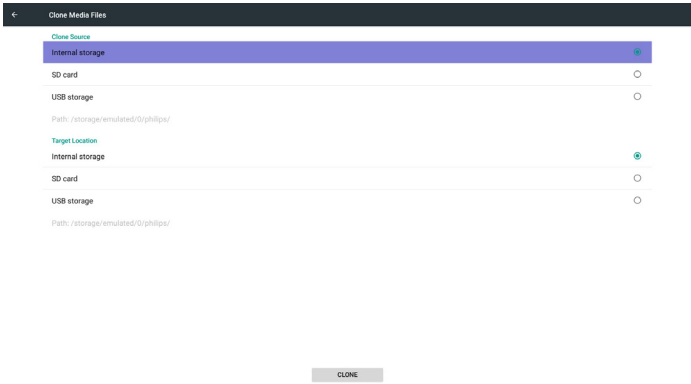 Clone Media Files
Clone Source
Internal storage
SD card
USB storage
Path: /storage/emulated/0/philips/
Target Location
Internal storage
SD card
USB storage
Path: /storage/emulated/0/philips/
CLONE